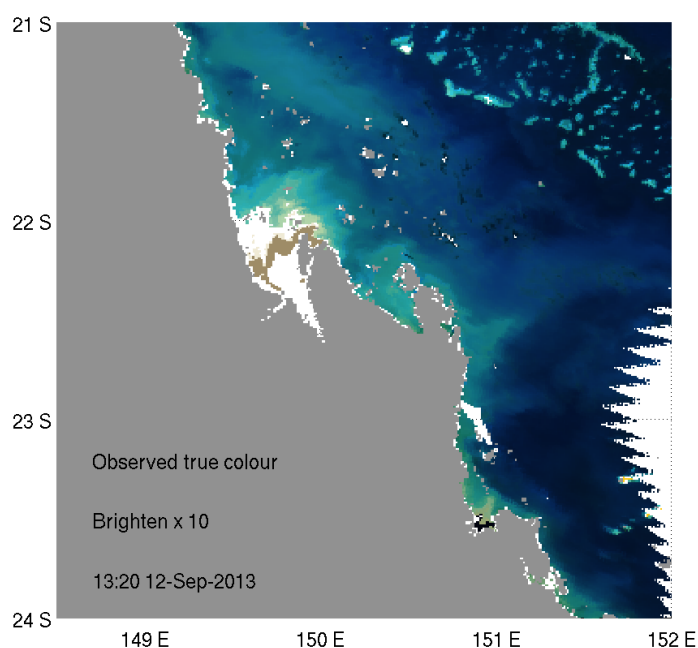 21 S
22 S
23 S
Observed true colour
Brighten x 10
13:20 12-Sep-2013
24 S
149 E 150 E 151 E 152 E